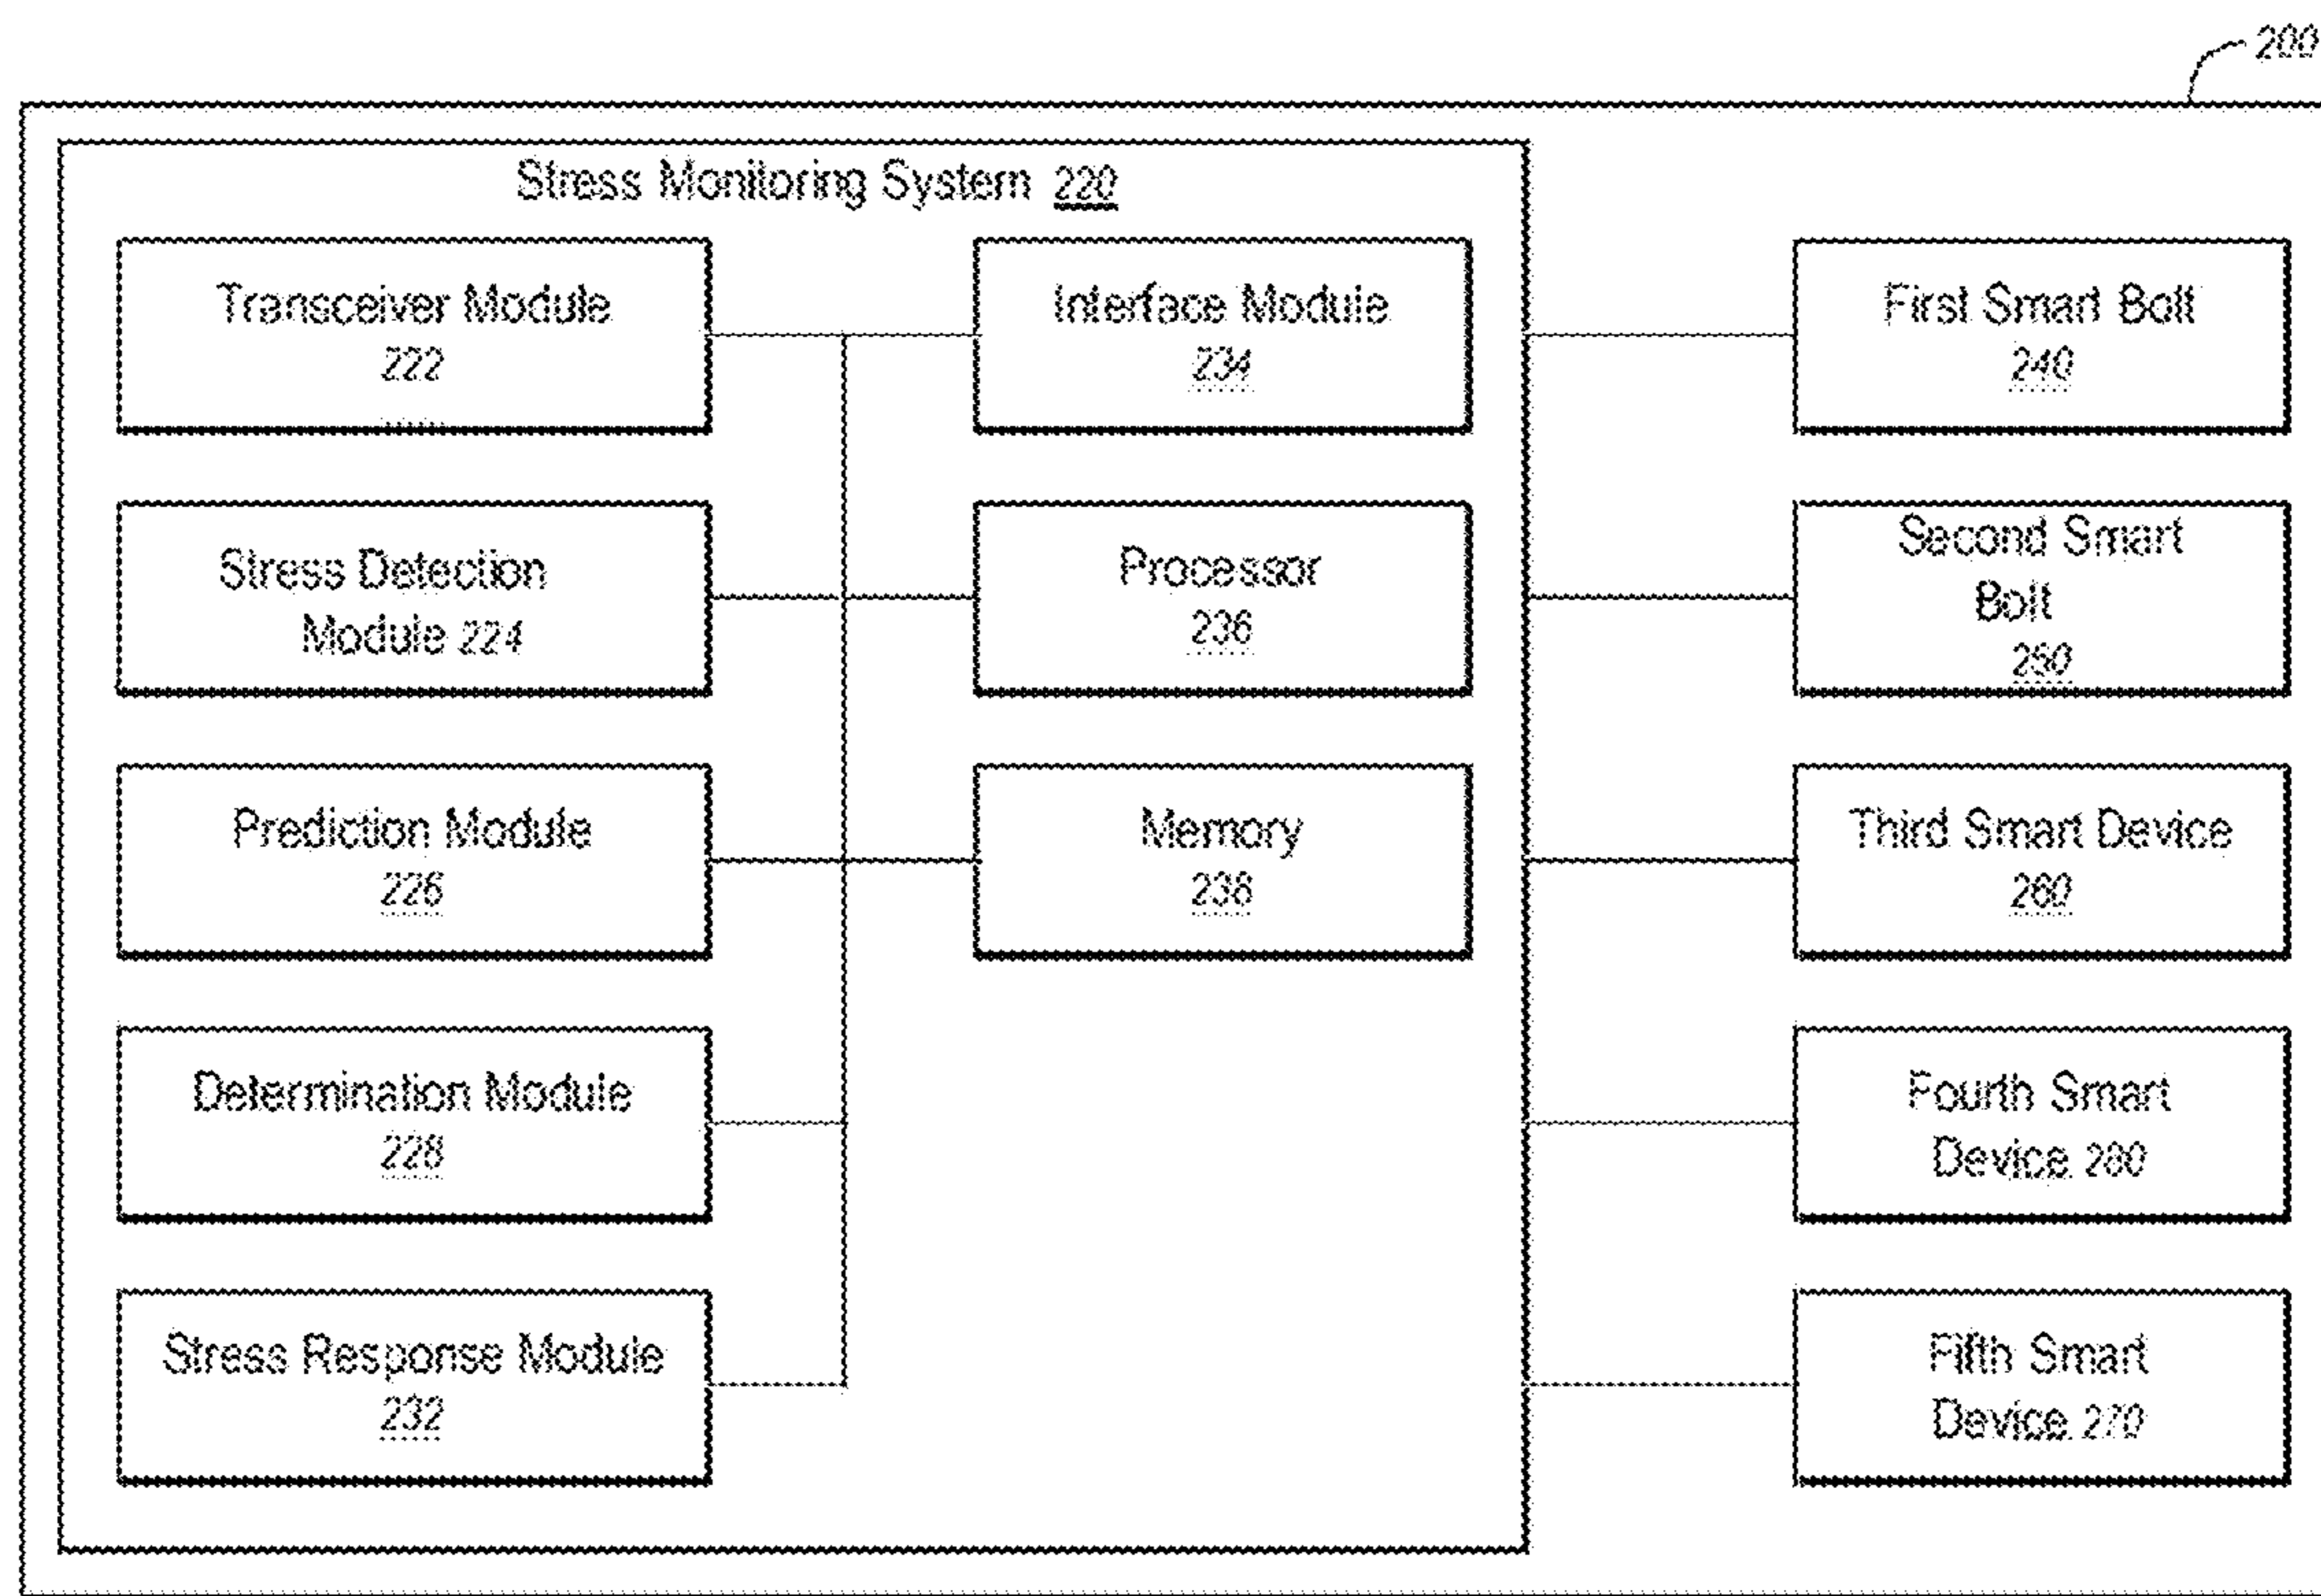 200
Stress Monitoring System 220
Transceiver Module
222
Interface Module
234
First Smart Bolt
240
Stress Detection
Module 224
Processor
236
Second Smart
Bolt
250
Prediction Module
226
Memory
238
Third Smart Device
260
Determination Module
228
Fourth Smart
Device 280
Stress Response Module
232
Fifth Smart
Device 270